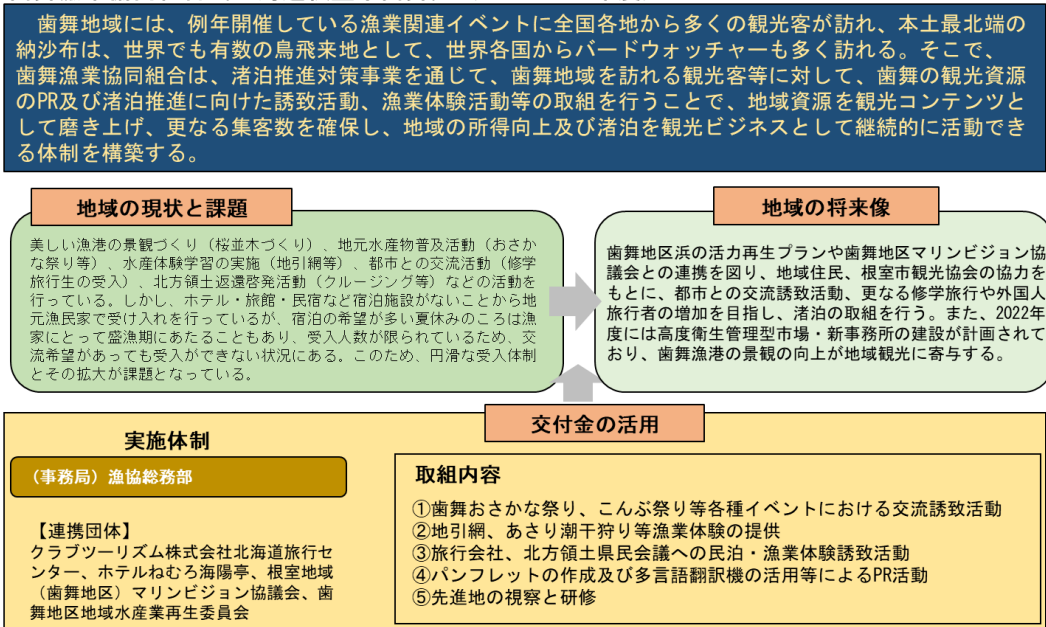 歯舞地域には、例年開催している漁業関連イベントに全国各地から多くの観光客が訪れ、本土最北端の
納沙布は、世界でも有数の鳥飛来地として、世界各国からバードウォッチャーも多く訪れる。そこで、
歯舞漁業協同組合は、渚泊推進対策事業を通じて、歯舞地域を訪れる観光客等に対して、歯舞の観光資源
のPR及び渚泊推進に向けた誘致活動、漁業体験活動等の取組を行うことで、地域資源を観光コンテンツと
して磨き上げ、更なる集客数を確保し、地域の所得向上及び渚泊を観光ビジネスとして継続的に活動でき
る体制を構築する。
地域の現状と課題
美しい漁港の景観づくり（桜並木づくり）、地元水産物普及活動（おさか
な祭り等）、水産体験学習の実施（地引網等）、都市との交流活動（修学
旅行生の受入）、北方領土返還啓発活動（クルージング等）などの活動を
行っている。しかし、ホテル・旅館・民宿など宿泊施設がないことから地
元漁民家で受け入れを行っているが、宿泊の希望が多い夏休みのころは漁
家にとって盛漁期にあたることもあり、受入人数が限られているため、交
流希望があっても受入ができない状況にある。このため、円滑な受入体制
とその拡大が課題となっている。
地域の将来像
歯舞地区浜の活力再生プランや歯舞地区マリンビジョン協
議会との連携を図り、地域住民、根室市観光協会の協力を
もとに、都市との交流誘致活動、更なる修学旅行や外国人
旅行者の増加を目指し、渚泊の取組を行う。また、2022年
度には高度衛生管理型市場・新事務所の建設が計画されて
おり、歯舞漁港の景観の向上が地域観光に寄与する。
交付金の活用
実施体制
（事務局）漁協総務部
【連携団体】
クラブツーリズム株式会社北海道旅行セ
ンター、ホテルねむろ海陽亭、根室地域
（歯舞地区）マリンビジョン協議会、歯
舞地区地域水産業再生委員会
取組内容
①歯舞おさかな祭り、こんぶ祭り等各種イベントにおける交流誘致活動
②地引網、あさり潮干狩り等漁業体験の提供
③旅行会社、北方領土県民会議への民泊・漁業体験誘致活動
④パンフレットの作成及び多言語翻訳機の活用等によるPR活動
⑤先進地の視察と研修